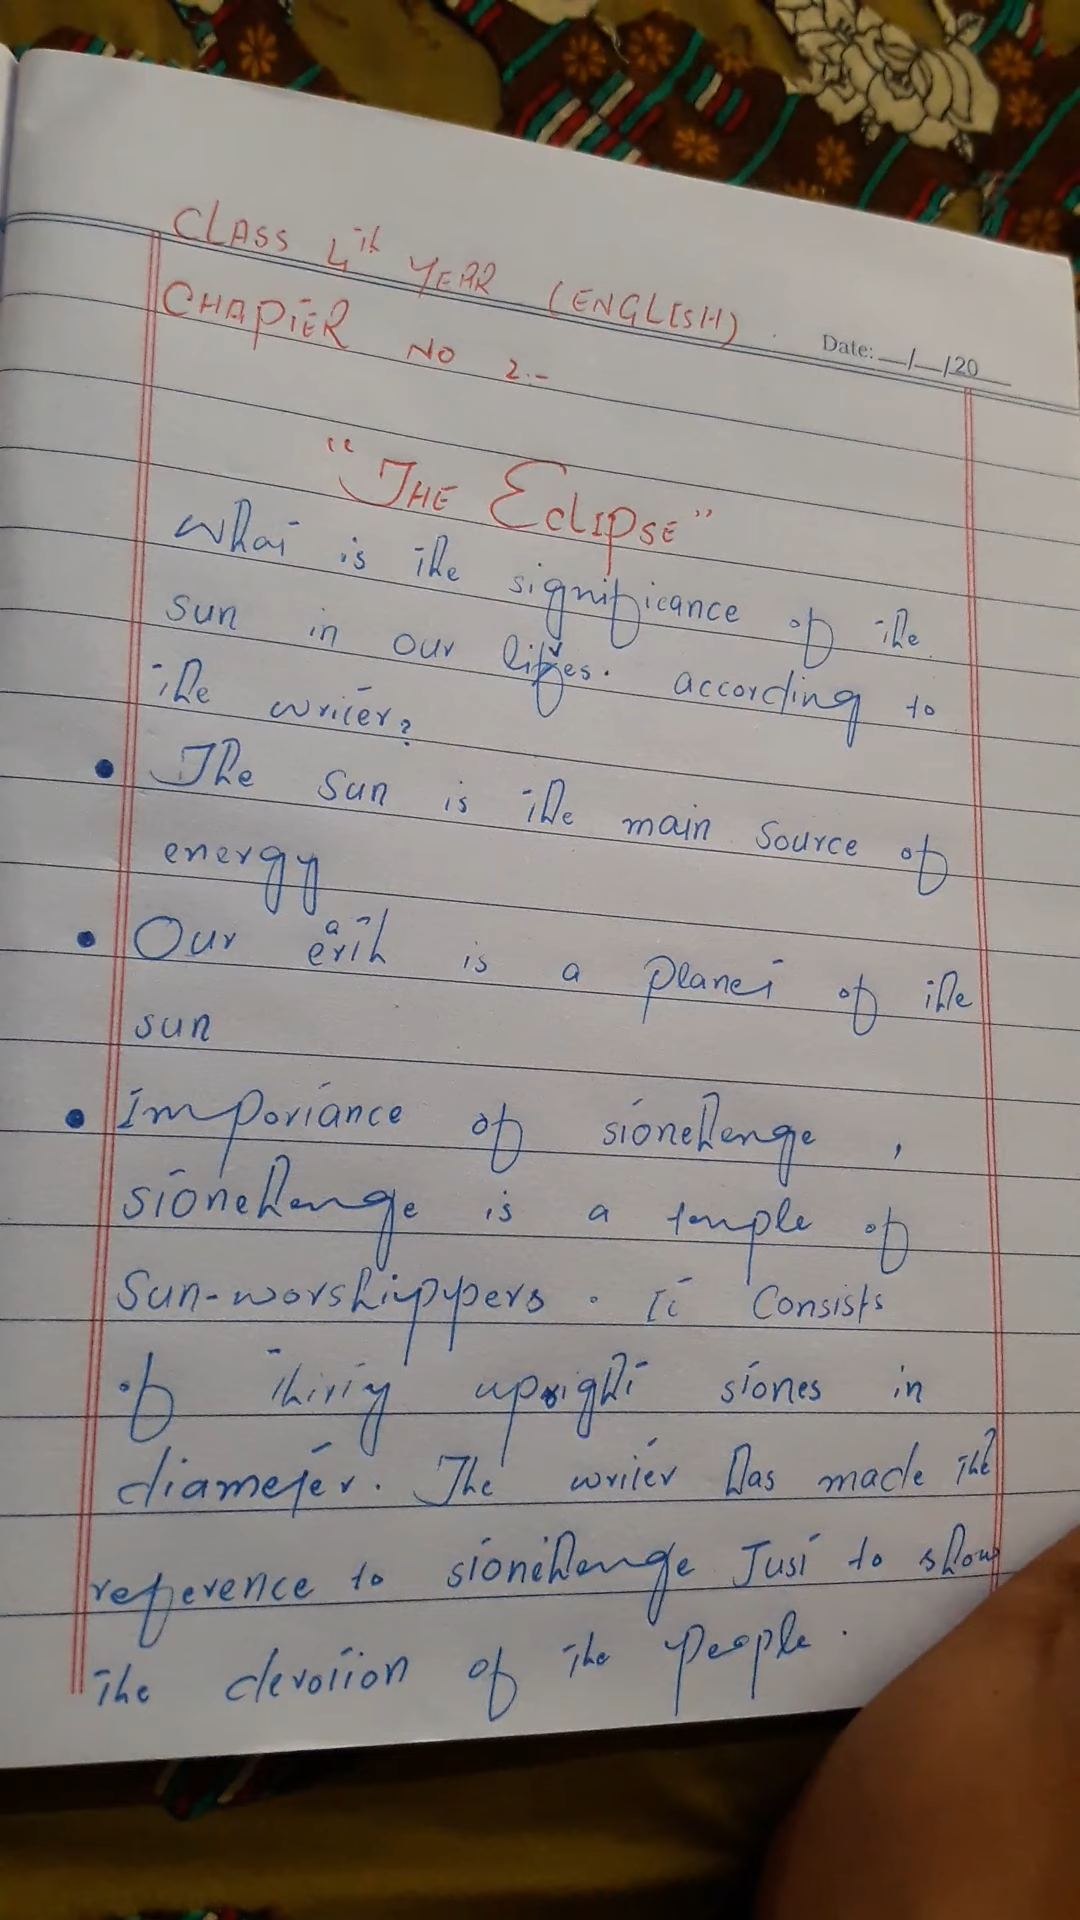 CLASS 4th YEAR (ENGLISH)
Date: __/__/20__
CHAPTER NO 2.-
"THE EClIPSE"
What is the significance of the
sun in our lives. according to
the writer?
• The sun is the main source of
energy
• Our earth is a planet of the
sun
• Importance of stonehenge,
stonehenge is a temple of
Sun-worshippers. It consists
of thirty upright stones in
diameter. The writer has made the
reference to stonehenge Just to show
the devotion of the people.